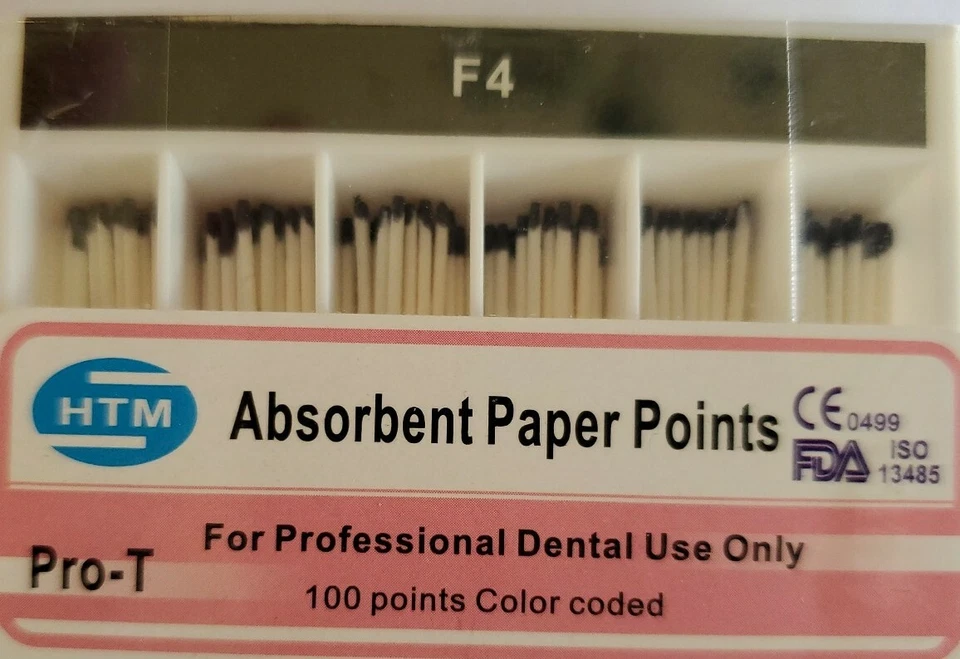 F4
HTM
Absorbent Paper Points
CE 0499
FDA ISO 13485
For Professional Dental Use Only
Pro-T
100 points Color coded